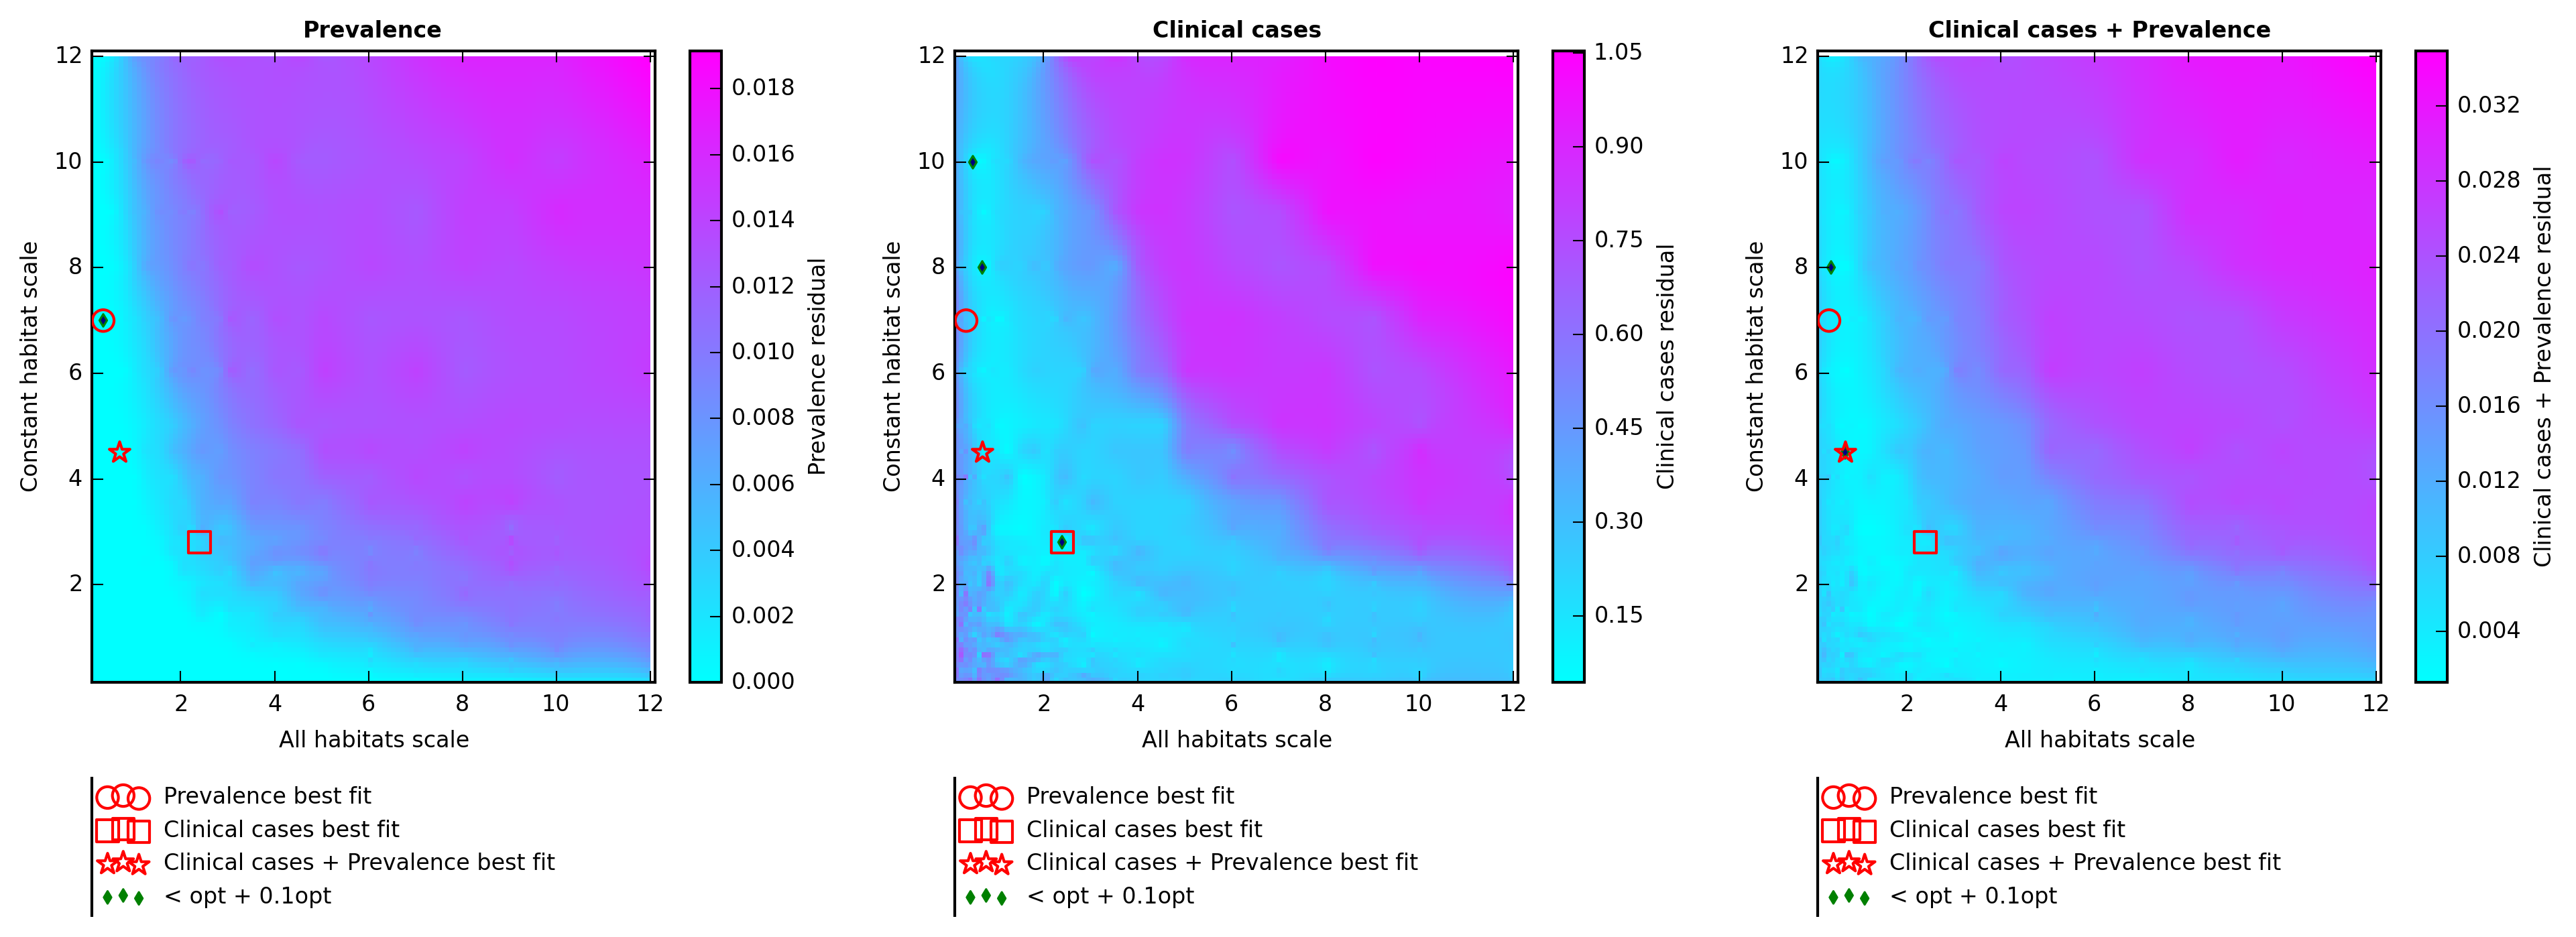 Prevalence
Clinical cases
Clinical cases + Prevalence
Constant habitat scale
12
10
8
6
4
2
2 4 6 8 10 12
All habitats scale
0.018
0.016
0.014
0.012
0.010
0.008
0.006
0.004
0.002
0.000
Prevalence residual
Constant habitat scale
12
10
8
6
4
2
2 4 6 8 10 12
All habitats scale
1.05
0.90
0.75
0.60
0.45
0.30
0.15
Clinical cases residual
Constant habitat scale
12
10
8
6
4
2
2 4 6 8 10 12
All habitats scale
0.032
0.028
0.024
0.020
0.016
0.012
0.008
0.004
Clinical cases + Prevalence residual
Prevalence best fit
Clinical cases best fit
Clinical cases + Prevalence best fit
< opt + 0.1opt
Prevalence best fit
Clinical cases best fit
Clinical cases + Prevalence best fit
< opt + 0.1opt
Prevalence best fit
Clinical cases best fit
Clinical cases + Prevalence best fit
< opt + 0.1opt